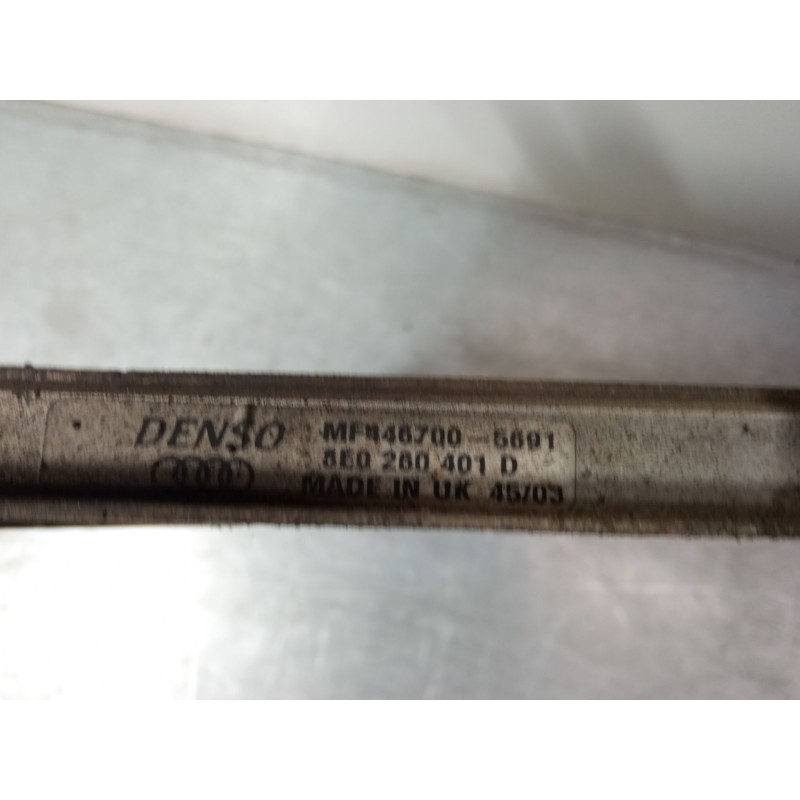 DENSO MF446700-5691
8E0 260 401 D
MADE IN UK 45/03